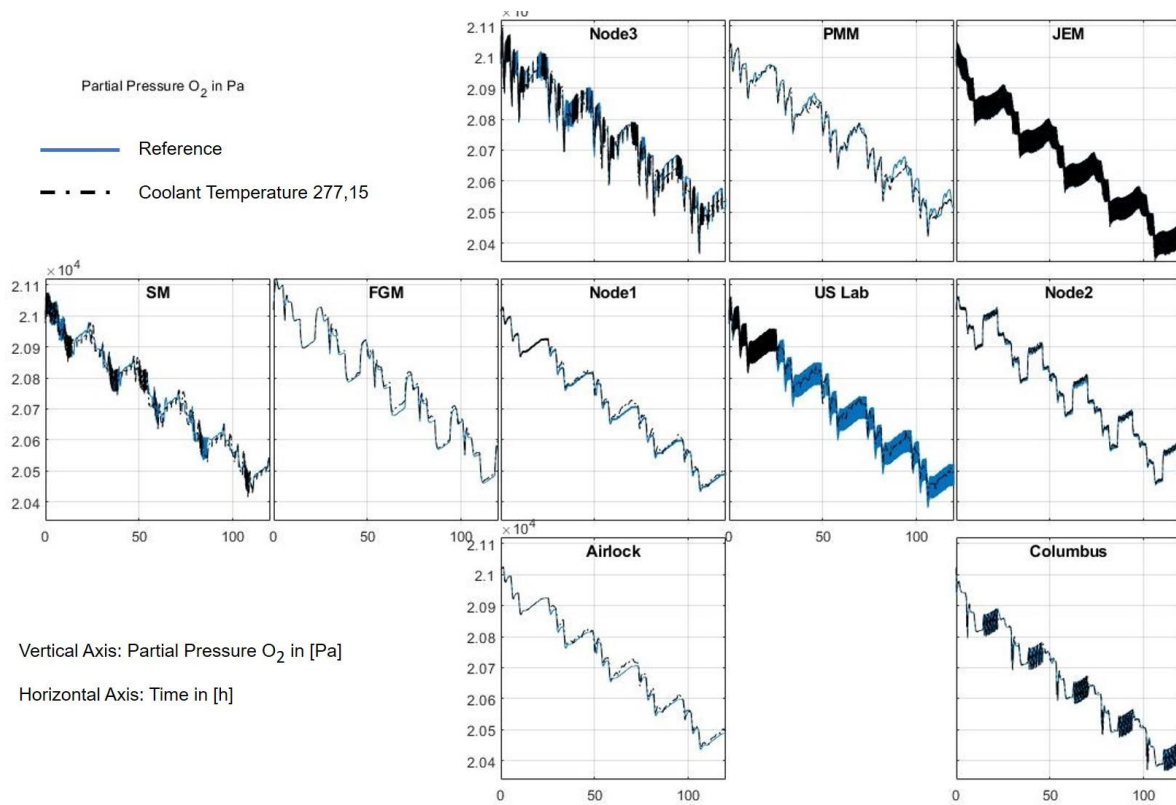 × 10
Node3
PMM
JEM
2.11
2.1
2.09
2.08
2.07
2.06
2.05
2.04
Partial Pressure O2 in Pa
Reference
Coolant Temperature 277,15
× 10^4
SM
FGM
Node1
US Lab
Node2
2.11
2.1
2.09
2.08
2.07
2.06
2.05
2.04
0 50 100
50 100
0 50
0 50 100
× 10^4
Airlock
Columbus
2.11
2.1
2.09
2.08
2.07
2.06
2.05
2.04
0 50 100
0 50 100
Vertical Axis: Partial Pressure O2 in [Pa]
Horizontal Axis: Time in [h]